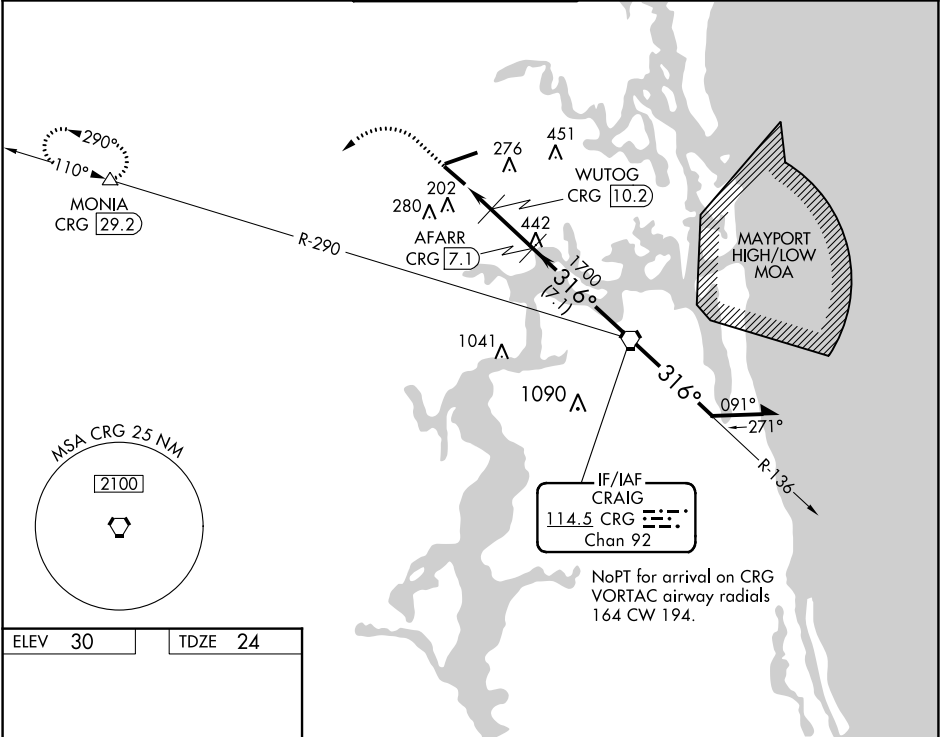 290°
110°
MONIA
CRG 29.2
R-290
276
451
WUTOG
CRG 10.2
202
280
442
AFARR
CRG 7.1
1700
316°
(7.1)
MAYPORT
HIGH/LOW
MOA
1041
1090
316°
091°
271°
R-136
MSA CRG 25 NM
2100
IF/IAF
CRAIG
114.5 CRG
Chan 92
NoPT for arrival on CRG
VORTAC airway radials
164 CW 194.
ELEV 30
TDZE 24